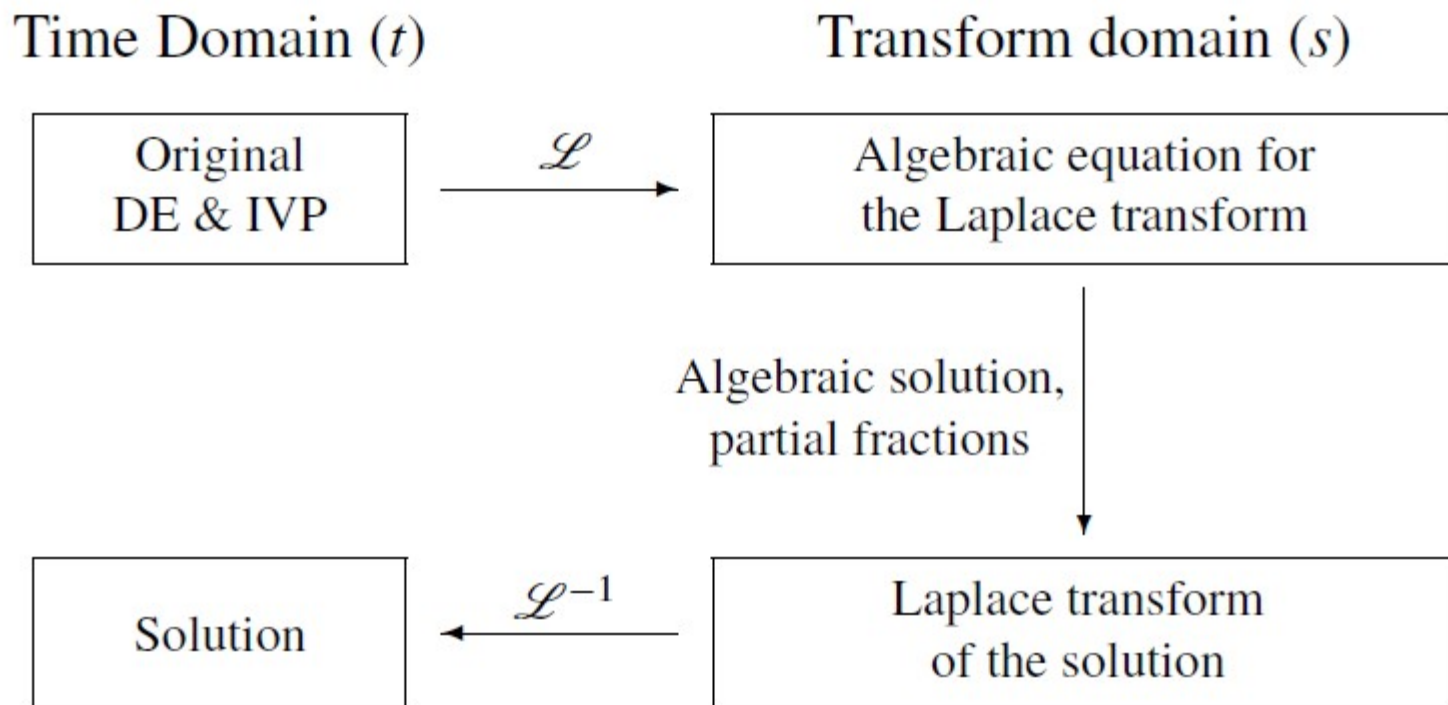 Time Domain (t)
Transform domain (s)
Original
DE & IVP
ℒ
Algebraic equation for
the Laplace transform
Algebraic solution,
partial fractions
Solution
ℒ⁻¹
Laplace transform
of the solution